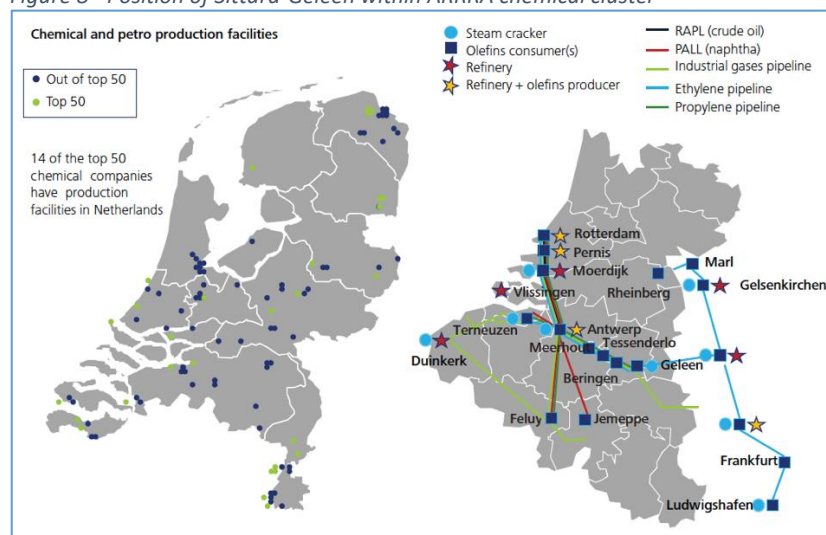 Figure 8 - Position of Sittard-Geleen within ARRRA chemical cluster
Chemical and petro production facilities
Out of top 50
Top 50
14 of the top 50
chemical companies
have production
facilities in Netherlands
Steam cracker
Olefins consumer(s)
Refinery
Refinery + olefins producer
RAPL (crude oil)
PALL (naphtha)
Industrial gases pipeline
Ethylene pipeline
Propylene pipeline
Rotterdam
Pernis
Moerdijk
Vlissingen
Marl
Rheinberg
Gelsenkirchen
Terneuzen
Antwerp
Meerhout
Tessenderlo
Duinkerk
Geleen
Beringen
Feluy
Jemeppe
Frankfurt
Ludwigshafen